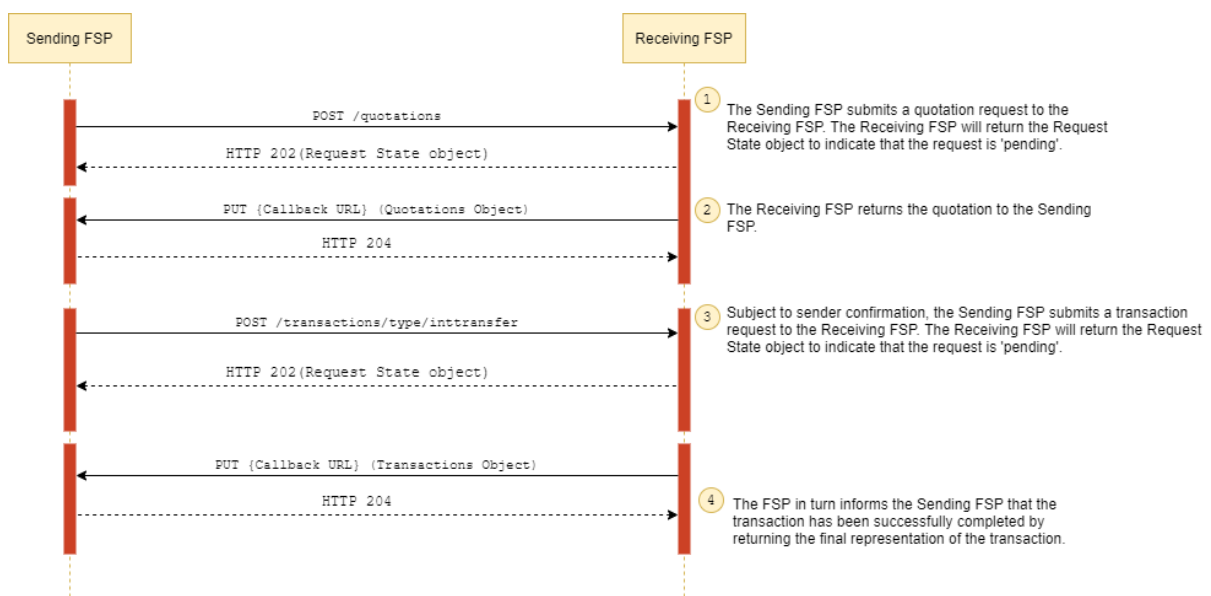 Sending FSP
Receiving FSP
1
The Sending FSP submits a quotation request to the
Receiving FSP. The Receiving FSP will return the Request
State object to indicate that the request is 'pending'.
POST /quotations
HTTP 202(Request State object)
PUT {Callback URL} (Quotations Object)
2
The Receiving FSP returns the quotation to the Sending
FSP.
HTTP 204
3
Subject to sender confirmation, the Sending FSP submits a transaction
request to the Receiving FSP. The Receiving FSP will return the Request
State object to indicate that the request is 'pending'.
POST /transactions/type/inttransfer
HTTP 202(Request State object)
PUT {Callback URL} (Transactions Object)
HTTP 204
4
The FSP in turn informs the Sending FSP that the
transaction has been successfully completed by
returning the final representation of the transaction.